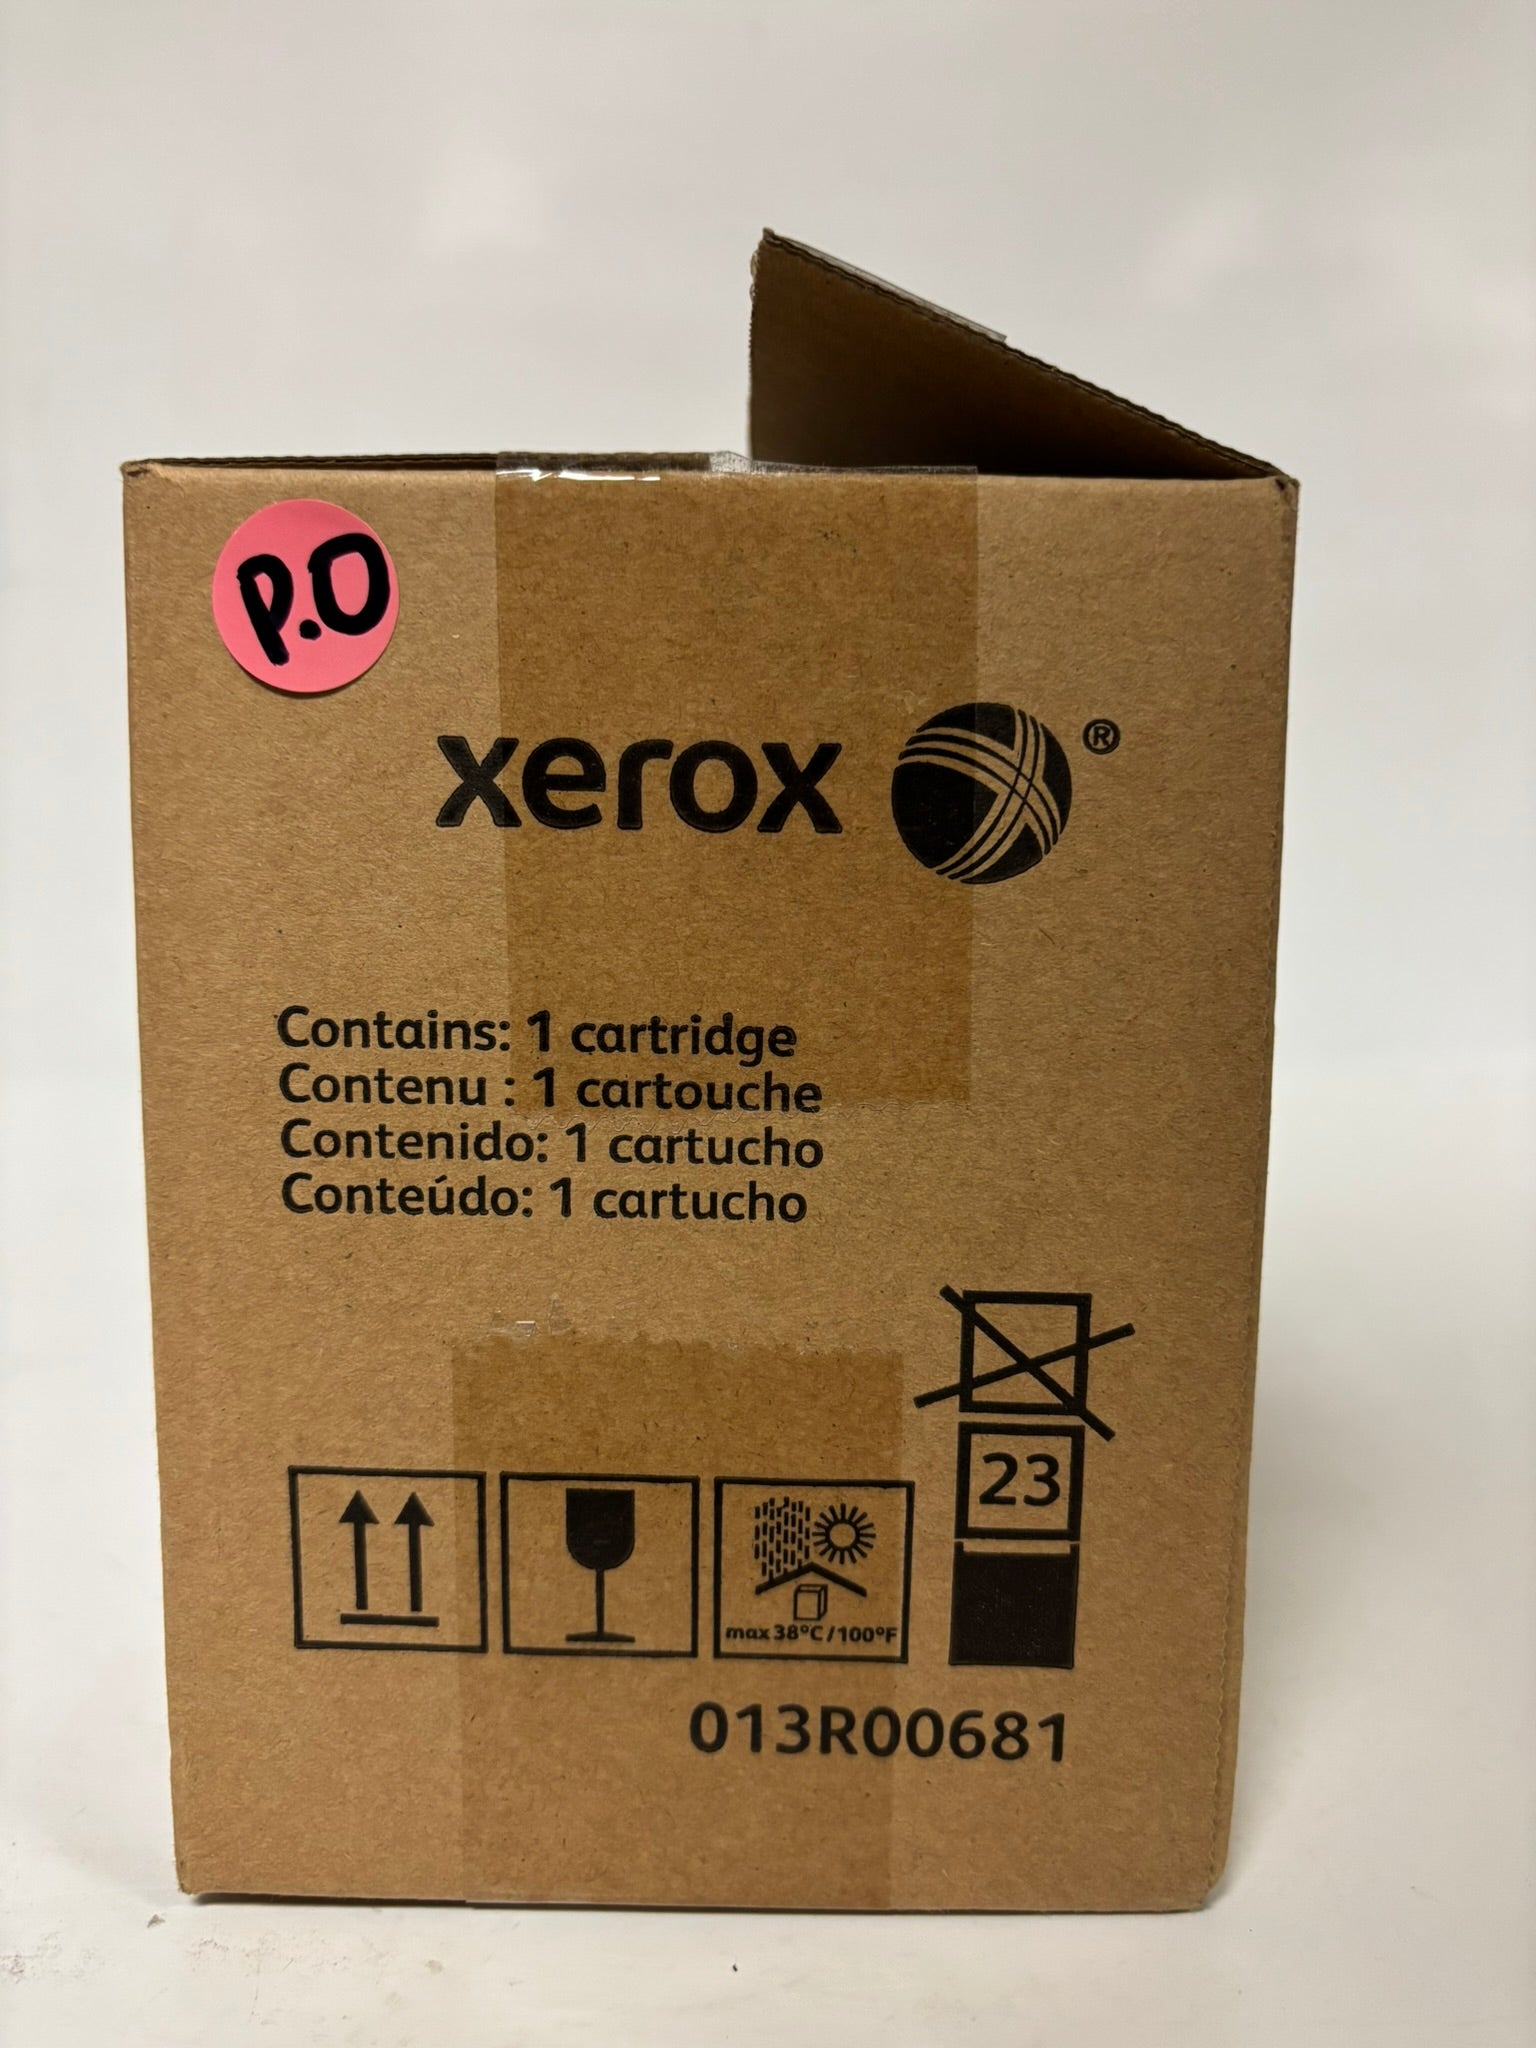 P.O
xerox ®
Contains: 1 cartridge
Contenu : 1 cartouche
Contenido: 1 cartucho
Conteúdo: 1 cartucho
23
max 38°C/100°F
013R00681